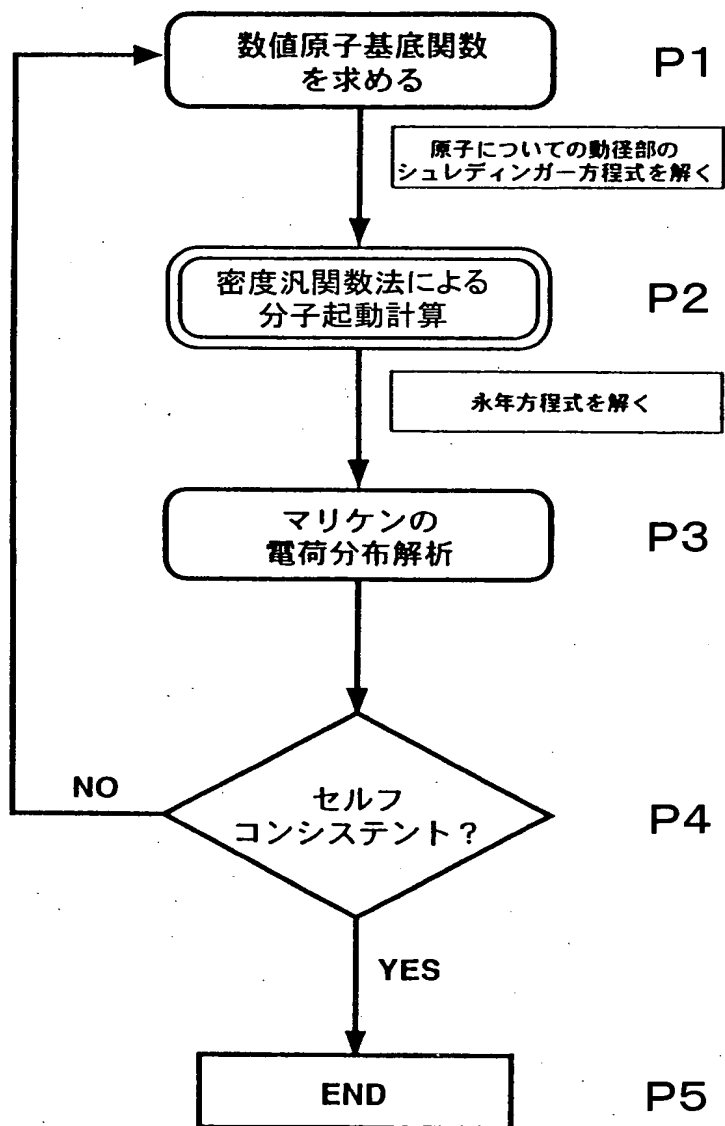 数値原子基底関数
を求める
P1
原子についての動径部の
シュレディンガー方程式を解く
密度汎関数法による
分子起動計算
P2
永年方程式を解く
マリケンの
電荷分布解析
P3
NO
セルフ
コンシステント？
P4
YES
END
P5